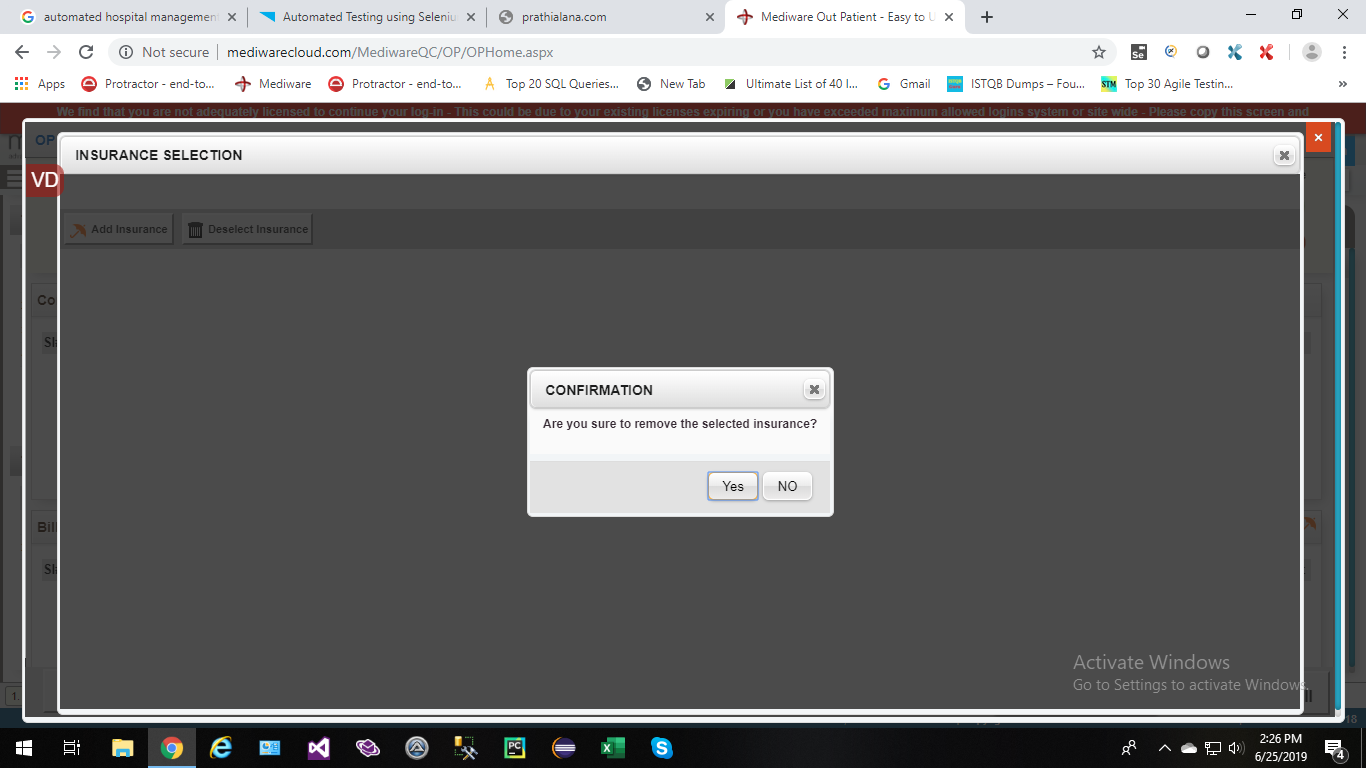 automated hospital management
Automated Testing using Seleniu
prathialana.com
Mediware Out Patient - Easy to U
Not secure
mediwarecloud.com/MediwareQC/OP/OPHome.aspx
Apps
Protractor - end-to...
Mediware
Protractor - end-to...
Top 20 SQL Queries...
New Tab
Ultimate List of 40 I...
Gmail
ISTQB Dumps – Fou...
Top 30 Agile Testin...
We find that you are not adequately licensed to continue your log-in - This could be due to your existing licenses expiring or you have exceeded maximum allowed logins system or site wide - Please copy this screen and
OP
INSURANCE SELECTION
VD
Add Insurance
Deselect Insurance
Co
CONFIRMATION
Are you sure to remove the selected insurance?
Yes
NO
Bil
Activate Windows
Go to Settings to activate Windows.
2:26 PM
6/25/2019
4